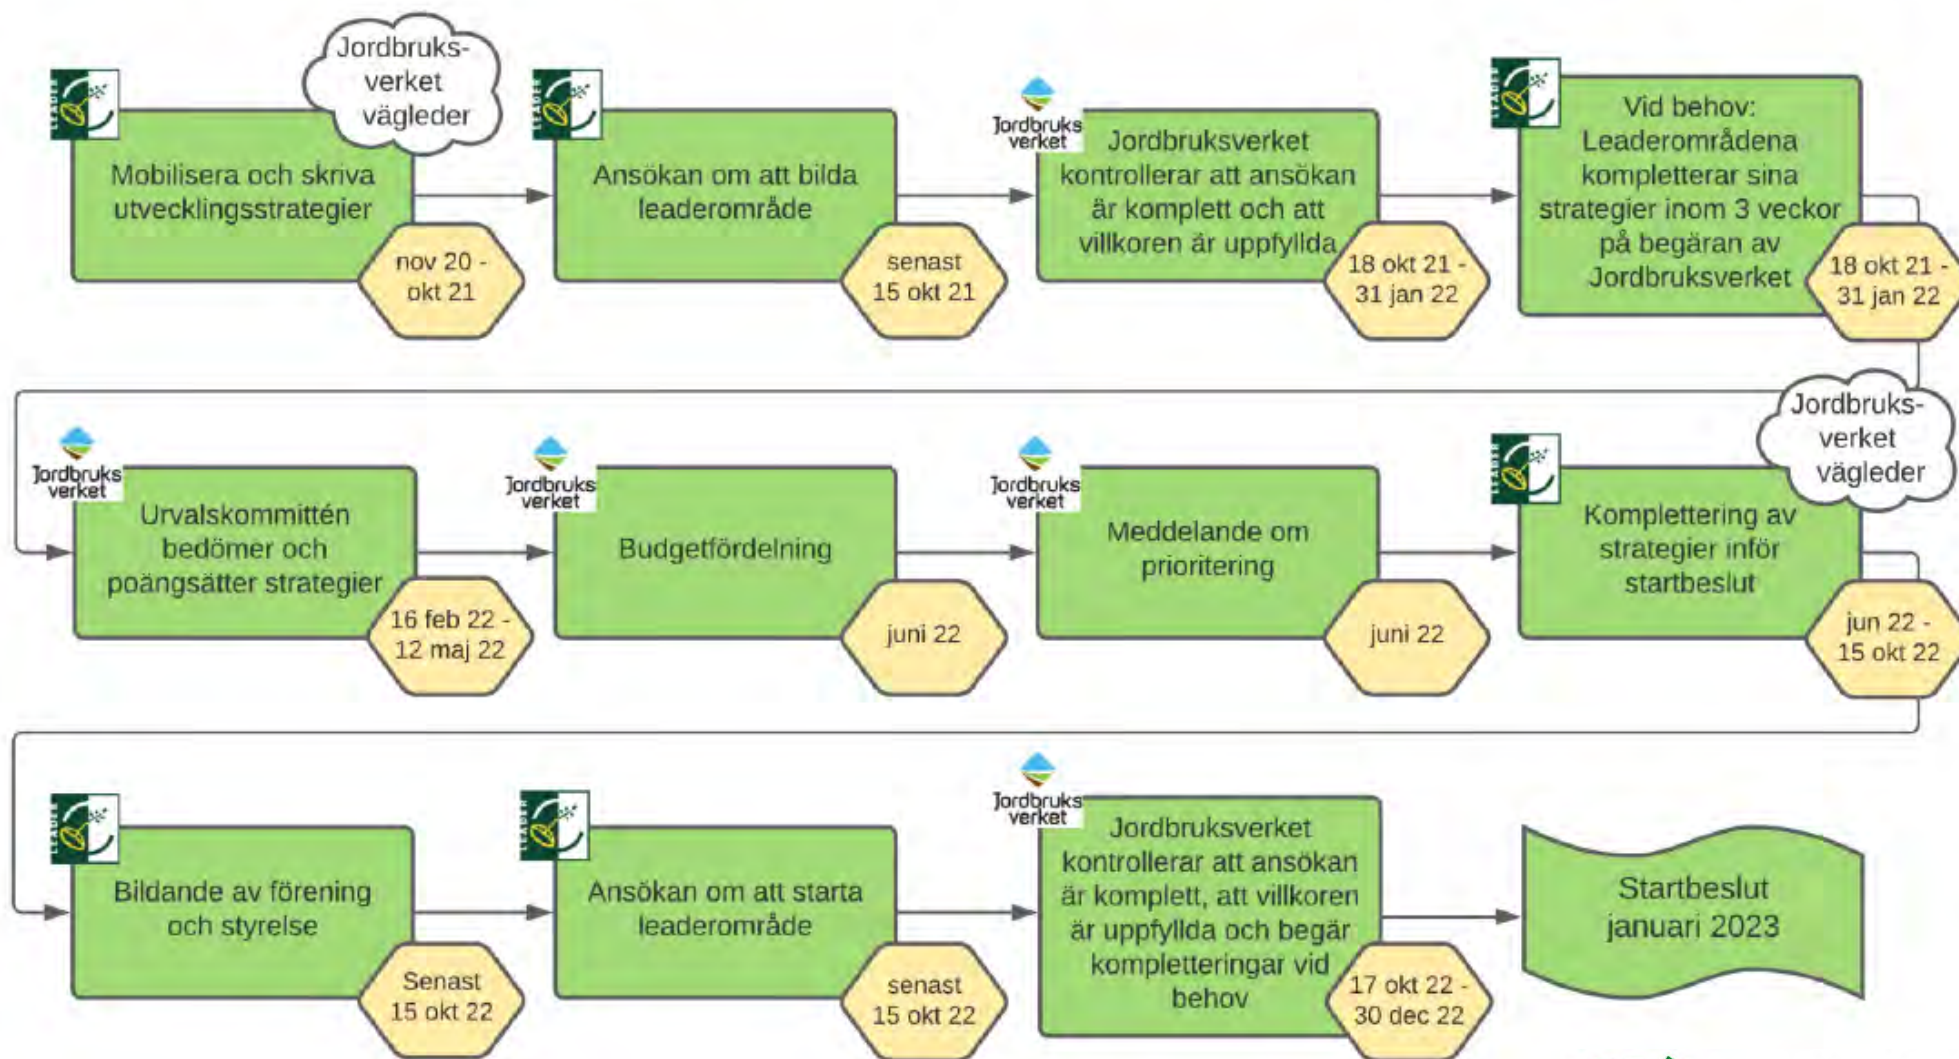 Jordbruks-
verket
vägleder
LEADER
Mobilisera och skriva
utvecklingsstrategier
nov 20 -
okt 21
LEADER
Ansökan om att bilda
leaderområde
senast
15 okt 21
Jordbruks
verket
Jordbruksverket
kontrollerar att ansökan
är komplett och att
villkoren är uppfyllda
18 okt 21 -
31 jan 22
LEADER
Vid behov:
Leaderområdena
kompletterar sina
strategier inom 3 veckor
på begäran av
Jordbruksverket
18 okt 21 -
31 jan 22
Jordbruks
verket
Urvalskommittén
bedömer och
poängsätter strategier
16 feb 22 -
12 maj 22
Jordbruks
verket
Budgetfördelning
juni 22
Jordbruks
verket
Meddelande om
prioritering
juni 22
Jordbruks-
verket
vägleder
LEADER
Komplettering av
strategier inför
startbeslut
jun 22 -
15 okt 22
LEADER
Bildande av förening
och styrelse
Senast
15 okt 22
LEADER
Ansökan om att starta
leaderområde
senast
15 okt 22
Jordbruks
verket
Jordbruksverket
kontrollerar att ansökan
är komplett, att villkoren
är uppfyllda och begär
kompletteringar vid
behov
17 okt 22 -
30 dec 22
Startbeslut
januari 2023